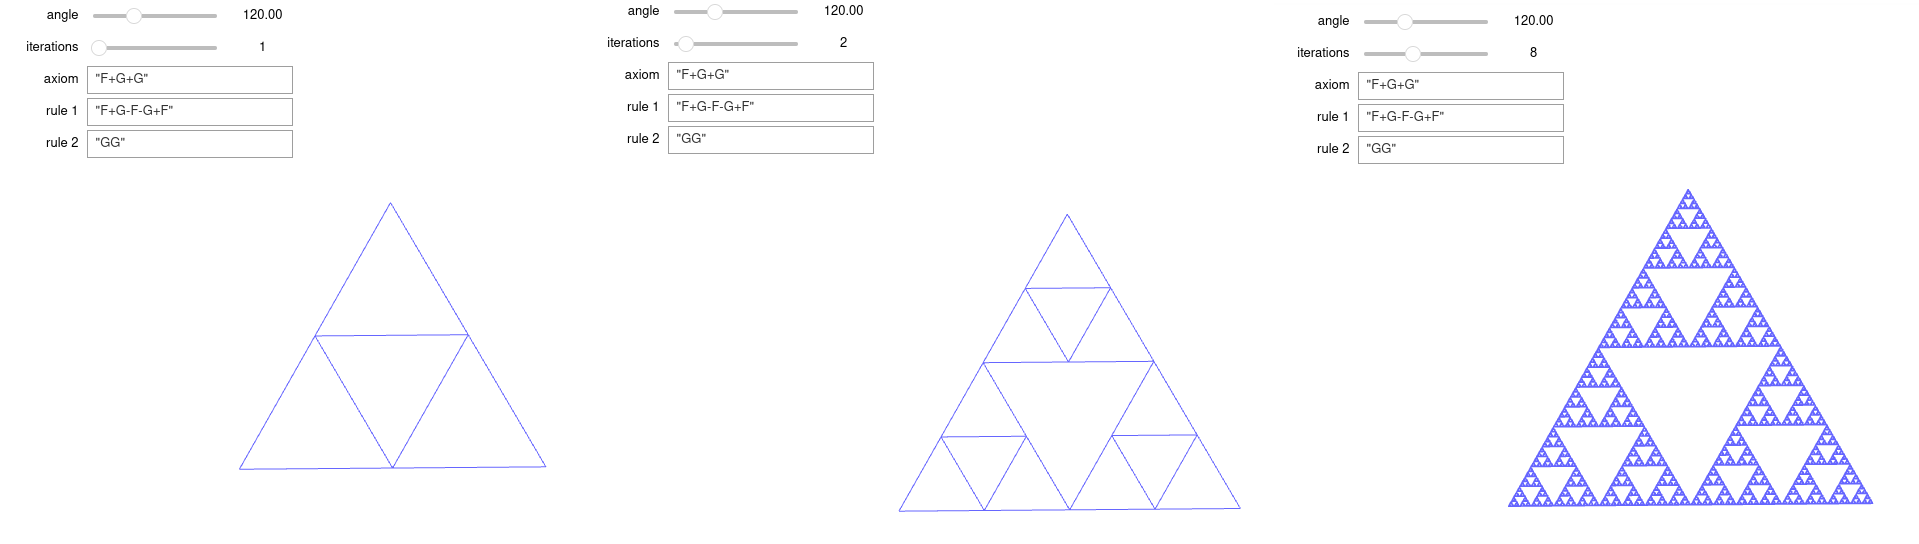 angle 120.00
iterations 1
axiom "F+G+G"
rule 1 "F+G-F-G+F"
rule 2 "GG"
angle 120.00
iterations 2
axiom "F+G+G"
rule 1 "F+G-F-G+F"
rule 2 "GG"
angle 120.00
iterations 8
axiom "F+G+G"
rule 1 "F+G-F-G+F"
rule 2 "GG"